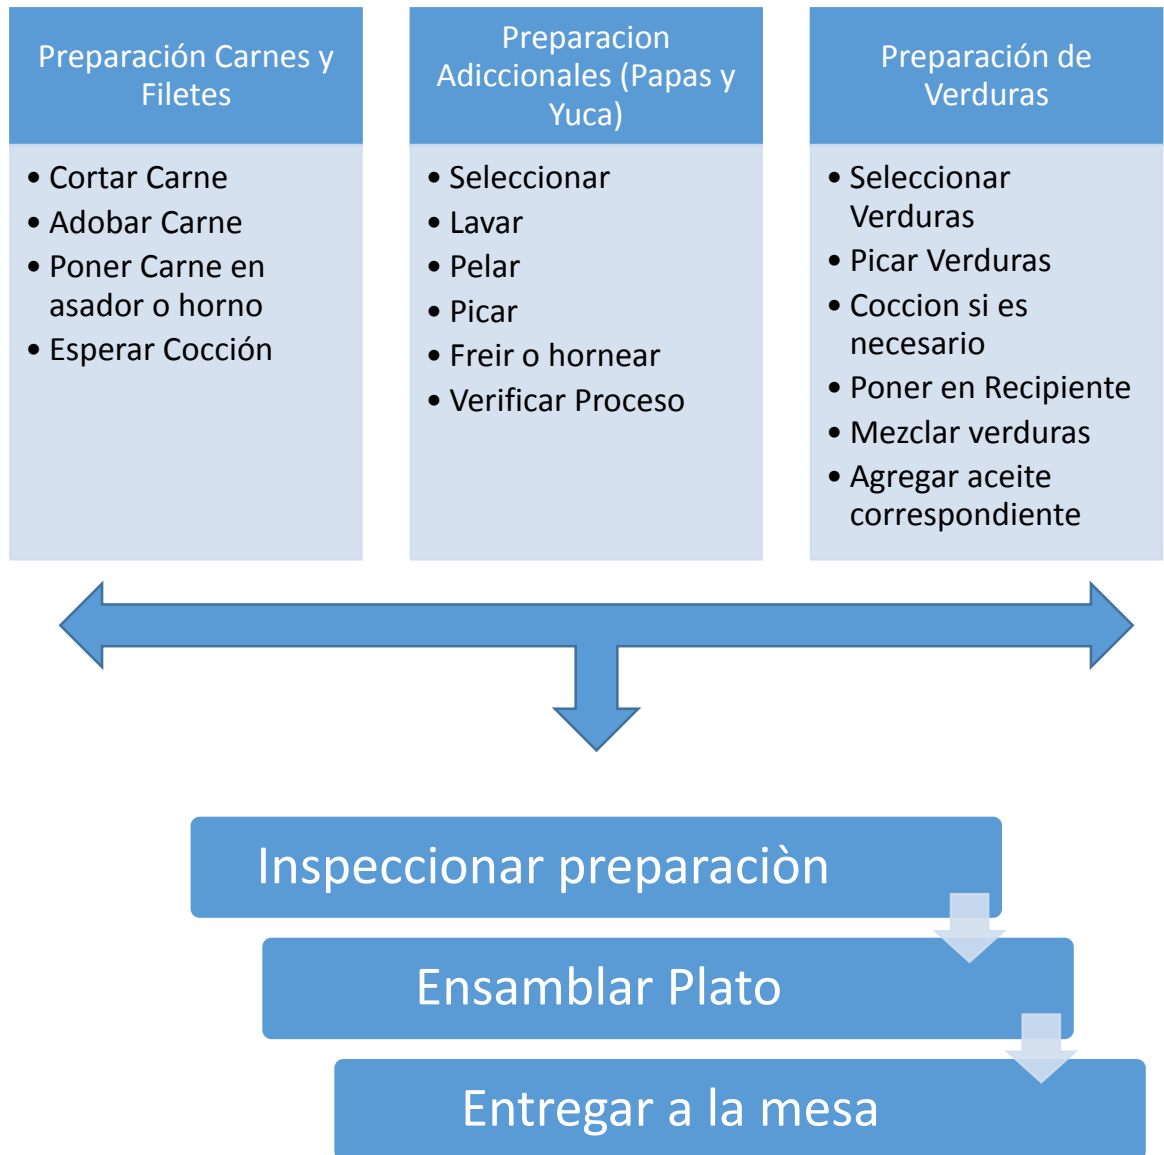 Preparación Carnes y
Filetes
• Cortar Carne
• Adobar Carne
• Poner Carne en
asador o horno
• Esperar Cocción
Preparacion
Adiccionales (Papas y
Yuca)
• Seleccionar
• Lavar
• Pelar
• Picar
• Freir o hornear
• Verificar Proceso
Preparación de
Verduras
• Seleccionar
Verduras
• Picar Verduras
• Coccion si es
necesario
• Poner en Recipiente
• Mezclar verduras
• Agregar aceite
correspondiente
Inspeccionar preparaciòn
Ensamblar Plato
Entregar a la mesa